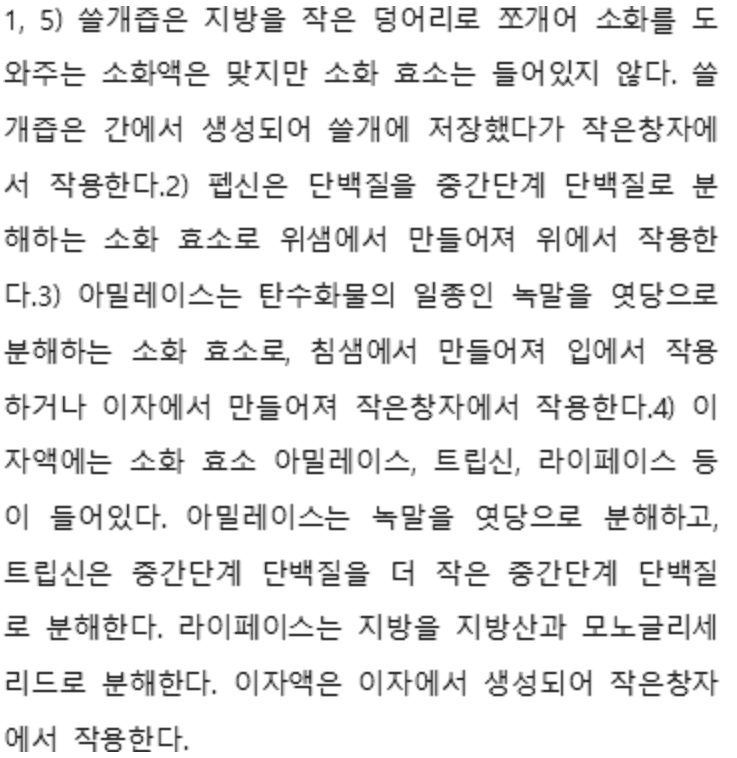 1, 5) 쓸개즙은 지방을 작은 덩어리로 쪼개어 소화를 도
와주는 소화액은 맞지만 소화 효소는 들어있지 않다. 쓸
개즙은 간에서 생성되어 쓸개에 저장했다가 작은창자에
서 작용한다.2) 펩신은 단백질을 중간단계 단백질로 분
해하는 소화 효소로 위샘에서 만들어져 위에서 작용한
다.3) 아밀레이스는 탄수화물의 일종인 녹말을 엿당으로
분해하는 소화 효소로, 침샘에서 만들어져 입에서 작용
하거나 이자에서 만들어져 작은창자에서 작용한다.4) 이
자액에는 소화 효소 아밀레이스, 트립신, 라이페이스 등
이 들어있다. 아밀레이스는 녹말을 엿당으로 분해하고,
트립신은 중간단계 단백질을 더 작은 중간단계 단백질
로 분해한다. 라이페이스는 지방을 지방산과 모노글리세
리드로 분해한다. 이자액은 이자에서 생성되어 작은창자
에서 작용한다.